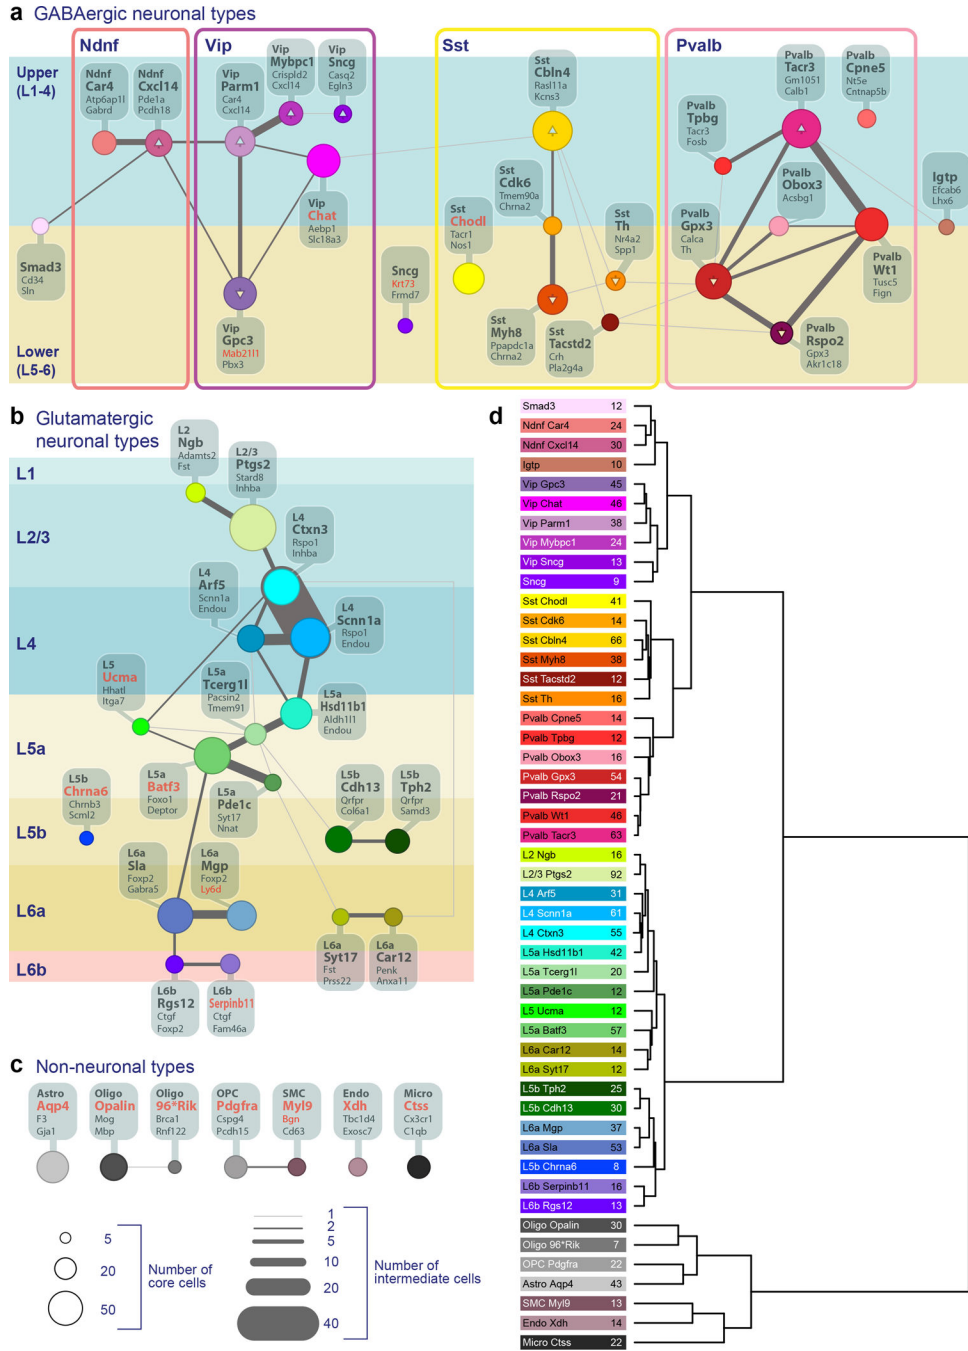 a GABAergic neuronal types
Ndnf
Vip
Sst
Pvalb
Upper
(L1-4)
Lower
(L5-6)
Ndnf
Car4
Atp6ap1l
Gabrd
Ndnf
Cxcl14
Pde1a
Pcdh18
Vip
Parm1
Car4
Cxcl14
Vip
Mybpc1
Crispld2
Cxcl14
Vip
Sncg
Casq2
Egln3
Sst
Cbln4
Rasl11a
Kcns3
Pvalb
Tacr3
Gm1051
Calb1
Pvalb
Cpne5
Nt5e
Cntnap5b
Pvalb
Tpbg
Tacr3
Fosb
Sst
Cdk6
Tmem90a
Chrna2
Pvalb
Obox3
Acsbg1
Igtp
Efcab6
Lhx6
Vip
Chat
Aebp1
Slc18a3
Sst
Chodl
Tacr1
Nos1
Sst
Th
Nr4a2
Spp1
Pvalb
Gpx3
Calca
Th
Pvalb
Wt1
Tusc5
Fign
Smad3
Cd34
Sln
Sncg
Krt73
Frmd7
Vip
Gpc3
Mab21l1
Pbx3
Sst
Myh8
Ppapdc1a
Chrna2
Sst
Tacstd2
Crh
Pla2g4a
Pvalb
Rspo2
Gpx3
Akr1c18
b Glutamatergic
neuronal types
L1
L2/3
L4
L5a
L5b
L6a
L6b
L2
Ngb
Adamts2
Fst
L2/3
Ptgs2
Stard8
Inhba
L4
Ctxn3
Rspo1
Inhba
L4
Arf5
Scnn1a
Endou
L4
Scnn1a
Rspo1
Endou
L5
Ucma
Hhatl
Itga7
L5a
Tcerg1l
Pacsin2
Tmem91
L5a
Hsd11b1
Aldh1l1
Endou
L5b
Chrna6
Chrnb3
Scml2
L5a
Batf3
Foxo1
Deptor
L5a
Pde1c
Syt17
Nnat
L5b
Cdh13
Qrfpr
Col6a1
L5b
Tph2
Qrfpr
Samd3
L6a
Sla
Foxp2
Gabra5
L6a
Mgp
Foxp2
Ly6d
L6a
Syt17
Fst
Prss22
L6a
Car12
Penk
Anxa11
L6b
Rgs12
Ctgf
Foxp2
L6b
Serpinb11
Ctgf
Fam46a
c Non-neuronal types
Astro
Aqp4
F3
Gja1
Oligo
Opalin
Mog
Mbp
Oligo
96*Rik
Brca1
Rnf122
OPC
Pdgfra
Cspg4
Pcdh15
SMC
Myl9
Bgn
Cd63
Endo
Xdh
Tbc1d4
Exosc7
Micro
Ctss
Cx3cr1
C1qb
5
20
50
Number of
core cells
1
2
5
10
20
40
Number of
intermediate cells
d
Smad3 12
Ndnf Car4 24
Ndnf Cxcl14 30
Igtp 10
Vip Gpc3 45
Vip Chat 46
Vip Parm1 38
Vip Mybpc1 24
Vip Sncg 13
Sncg 9
Sst Chodl 41
Sst Cdk6 14
Sst Cbln4 66
Sst Myh8 38
Sst Tacstd2 12
Sst Th 16
Pvalb Cpne5 14
Pvalb Tpbg 12
Pvalb Obox3 16
Pvalb Gpx3 54
Pvalb Rspo2 21
Pvalb Wt1 46
Pvalb Tacr3 63
L2 Ngb 16
L2/3 Ptgs2 92
L4 Arf5 31
L4 Scnn1a 61
L4 Ctxn3 55
L5a Hsd11b1 42
L5a Tcerg1l 20
L5a Pde1c 12
L5 Ucma 12
L5a Batf3 57
L6a Car12 14
L6a Syt17 12
L5b Tph2 25
L5b Cdh13 30
L6a Mgp 37
L6a Sla 53
L5b Chrna6 8
L6b Serpinb11 16
L6b Rgs12 13
Oligo Opalin 30
Oligo 96*Rik 7
OPC Pdgfra 22
Astro Aqp4 43
SMC Myl9 13
Endo Xdh 14
Micro Ctss 22